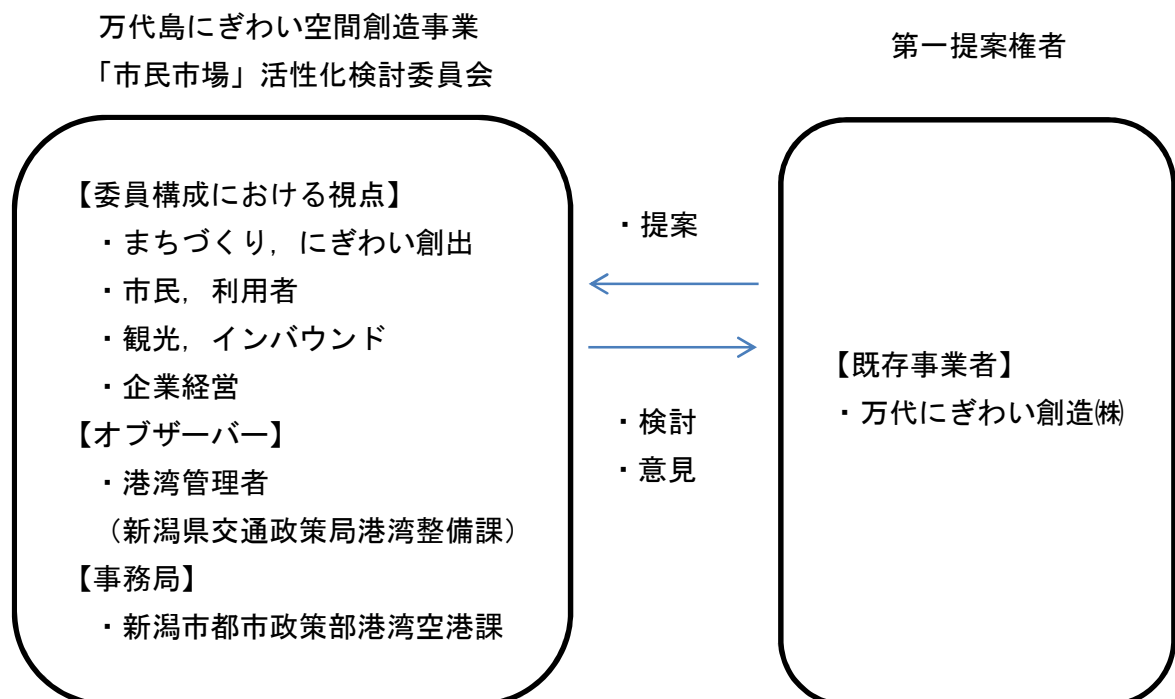 万代島にぎわい空間創造事業
「市民市場」活性化検討委員会
【委員構成における視点】
・まちづくり，にぎわい創出
・市民，利用者
・観光，インバウンド
・企業経営
【オブザーバー】
・港湾管理者
（新潟県交通政策局港湾整備課）
【事務局】
・新潟市都市政策部港湾空港課
・提案
・検討
・意見
第一提案権者
【既存事業者】
・万代にぎわい創造㈱